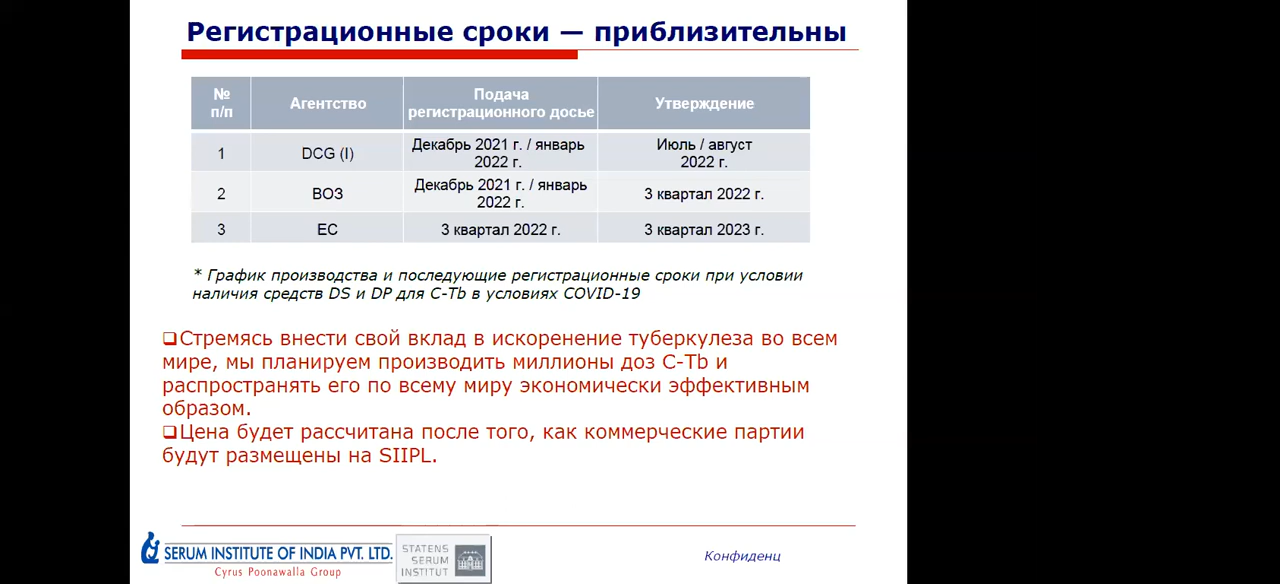 Регистрационные сроки — приблизительны
№ п/п Агентство Подача регистрационного досье Утверждение
1 DCG (I) Декабрь 2021 г. / январь 2022 г. Июль / август 2022 г.
2 ВОЗ Декабрь 2021 г. / январь 2022 г. 3 квартал 2022 г.
3 ЕС 3 квартал 2022 г. 3 квартал 2023 г.
* График производства и последующие регистрационные сроки при условии
наличия средств DS и DP для C-Tb в условиях COVID-19
❑Стремясь внести свой вклад в искоренение туберкулеза во всем
мире, мы планируем производить миллионы доз C-Tb и
распространять его по всему миру экономически эффективным
образом.
❑Цена будет рассчитана после того, как коммерческие партии
будут размещены на SIIPL.
SERUM INSTITUTE OF INDIA PVT. LTD.
Cyrus Poonawalla Group
STATENS
SERUM
INSTITUT
Конфиденц